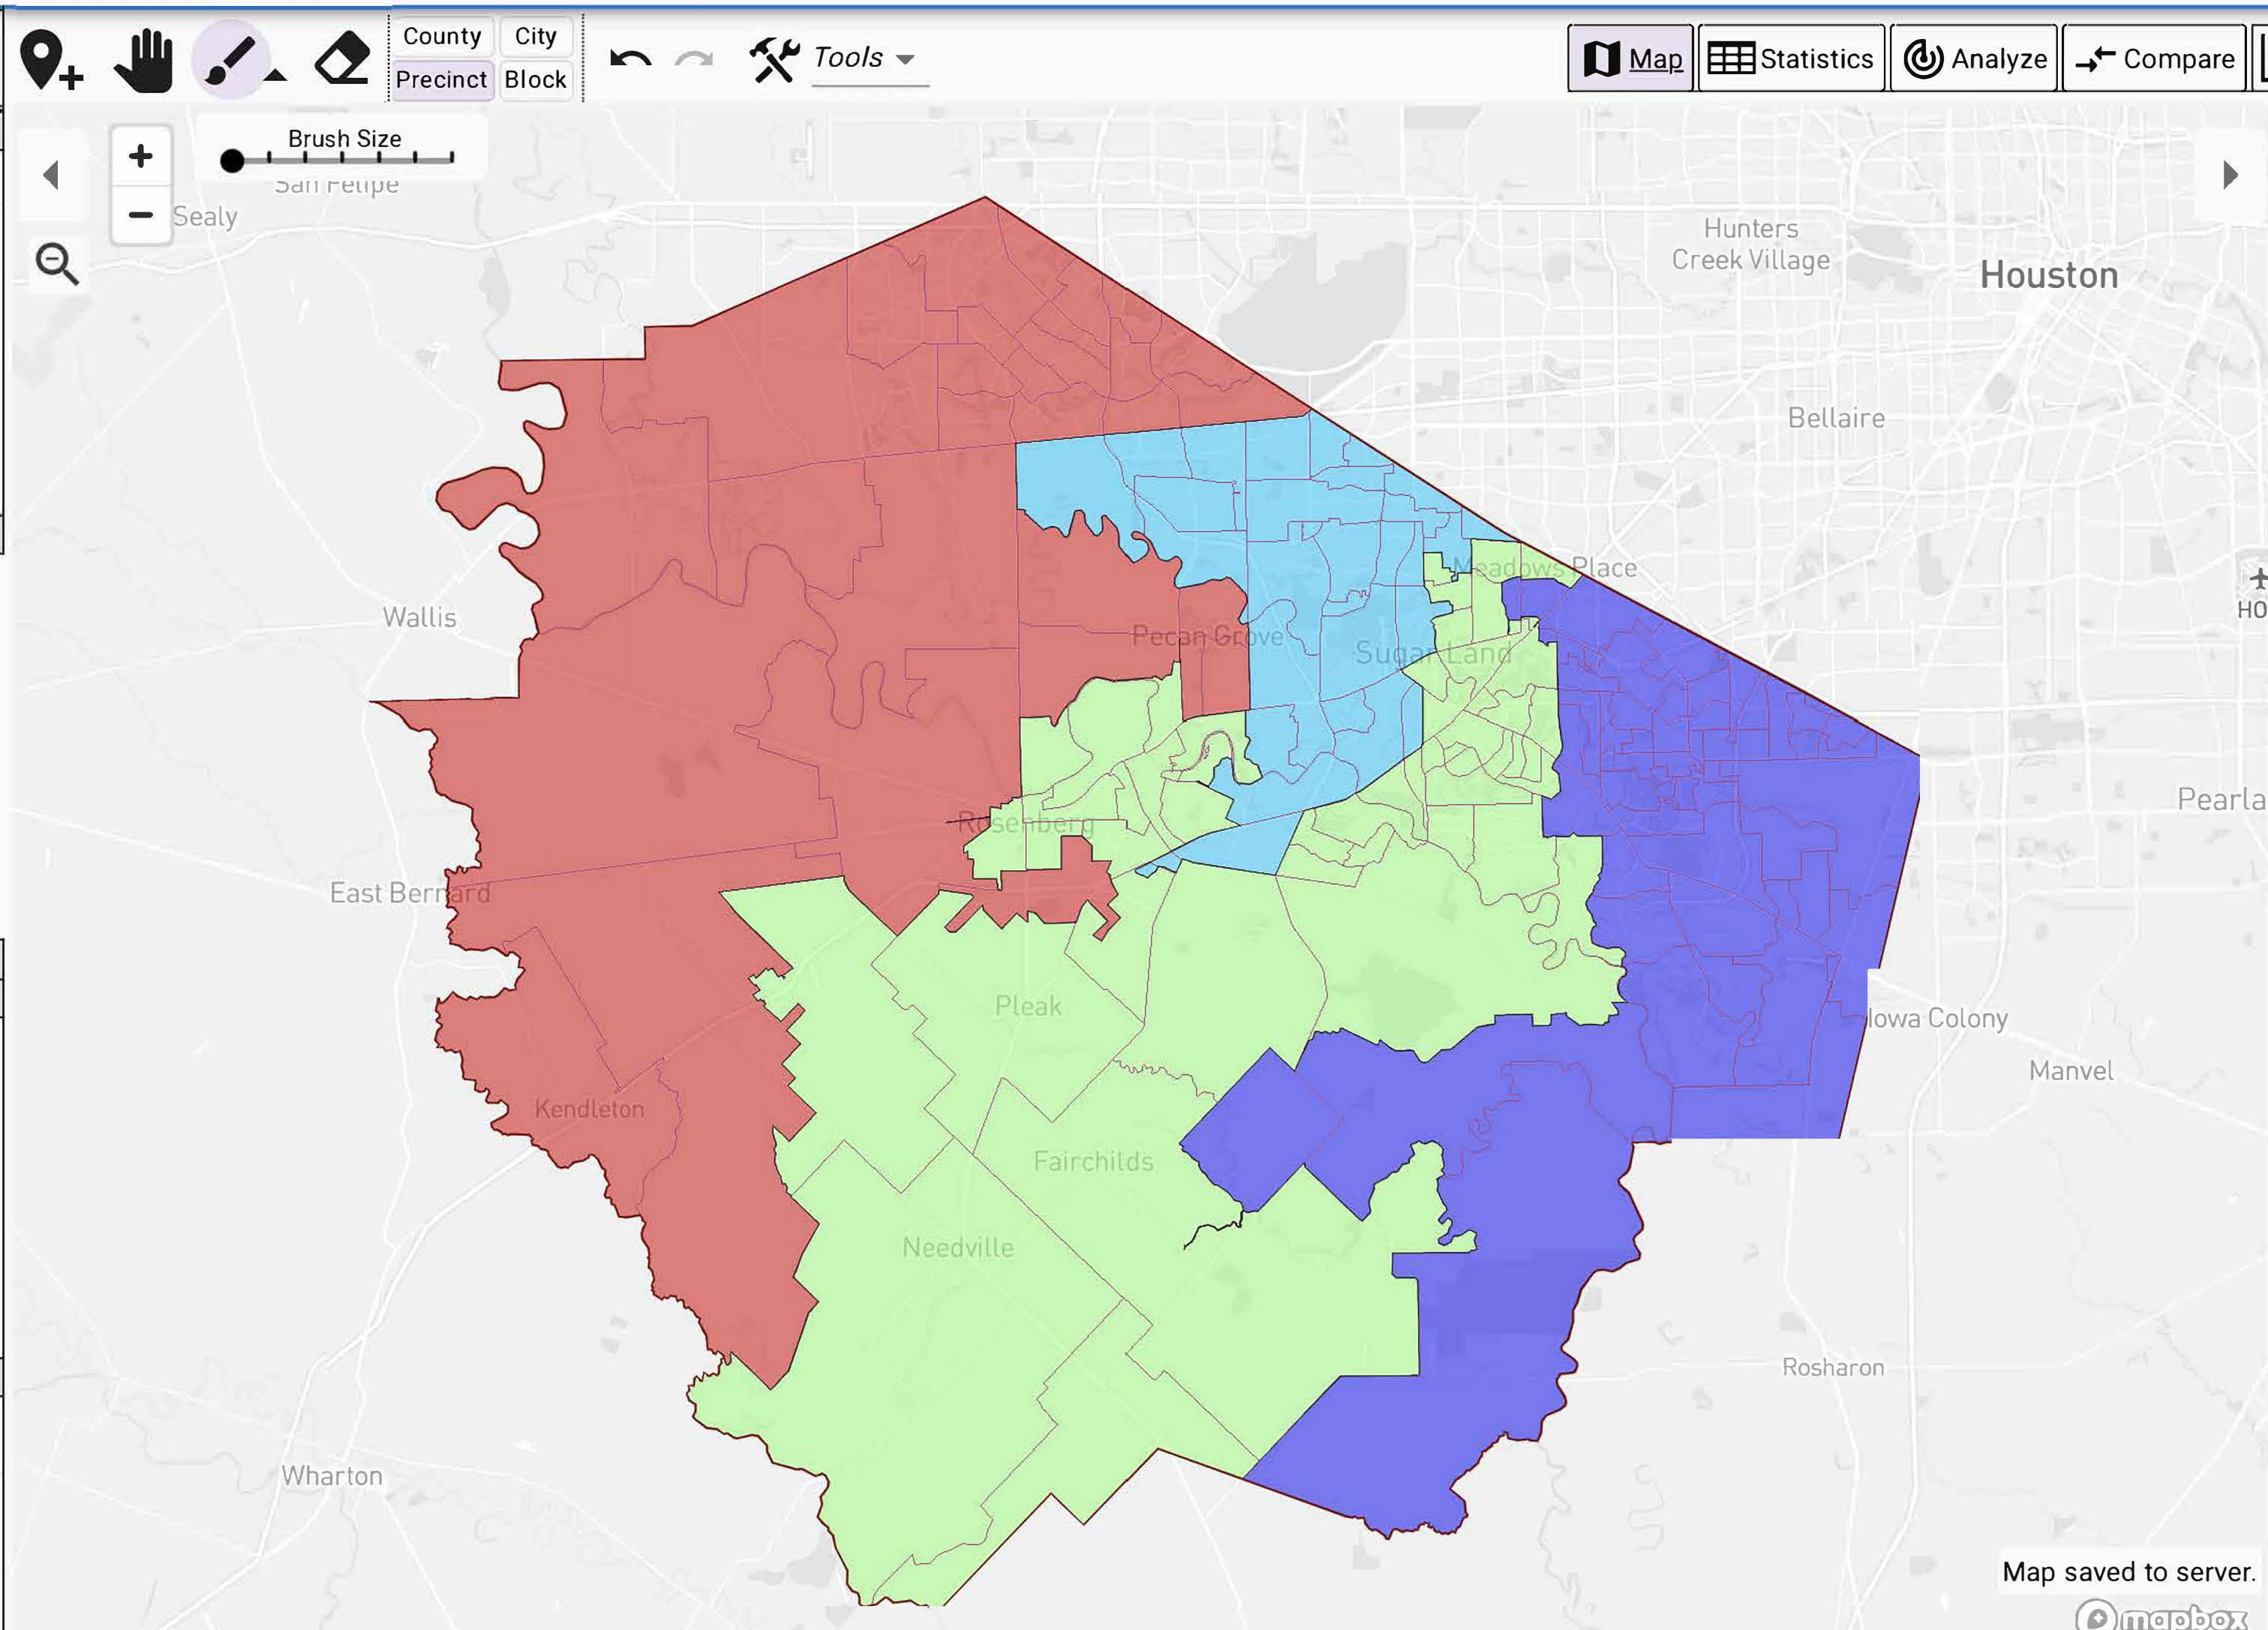 County
City
Precinct
Block
Tools
Map
Statistics
Analyze
Compare
Brush Size
+
−
San Felipe
Sealy
Hunters
Creek Village
Houston
Bellaire
Meadows Place
HO
Wallis
Pecan Grove
Sugar Land
Pearla
Rosenberg
East Bernard
Pleak
Iowa Colony
Manvel
Kendleton
Fairchilds
Needville
Rosharon
Wharton
Map saved to server.
mapbox